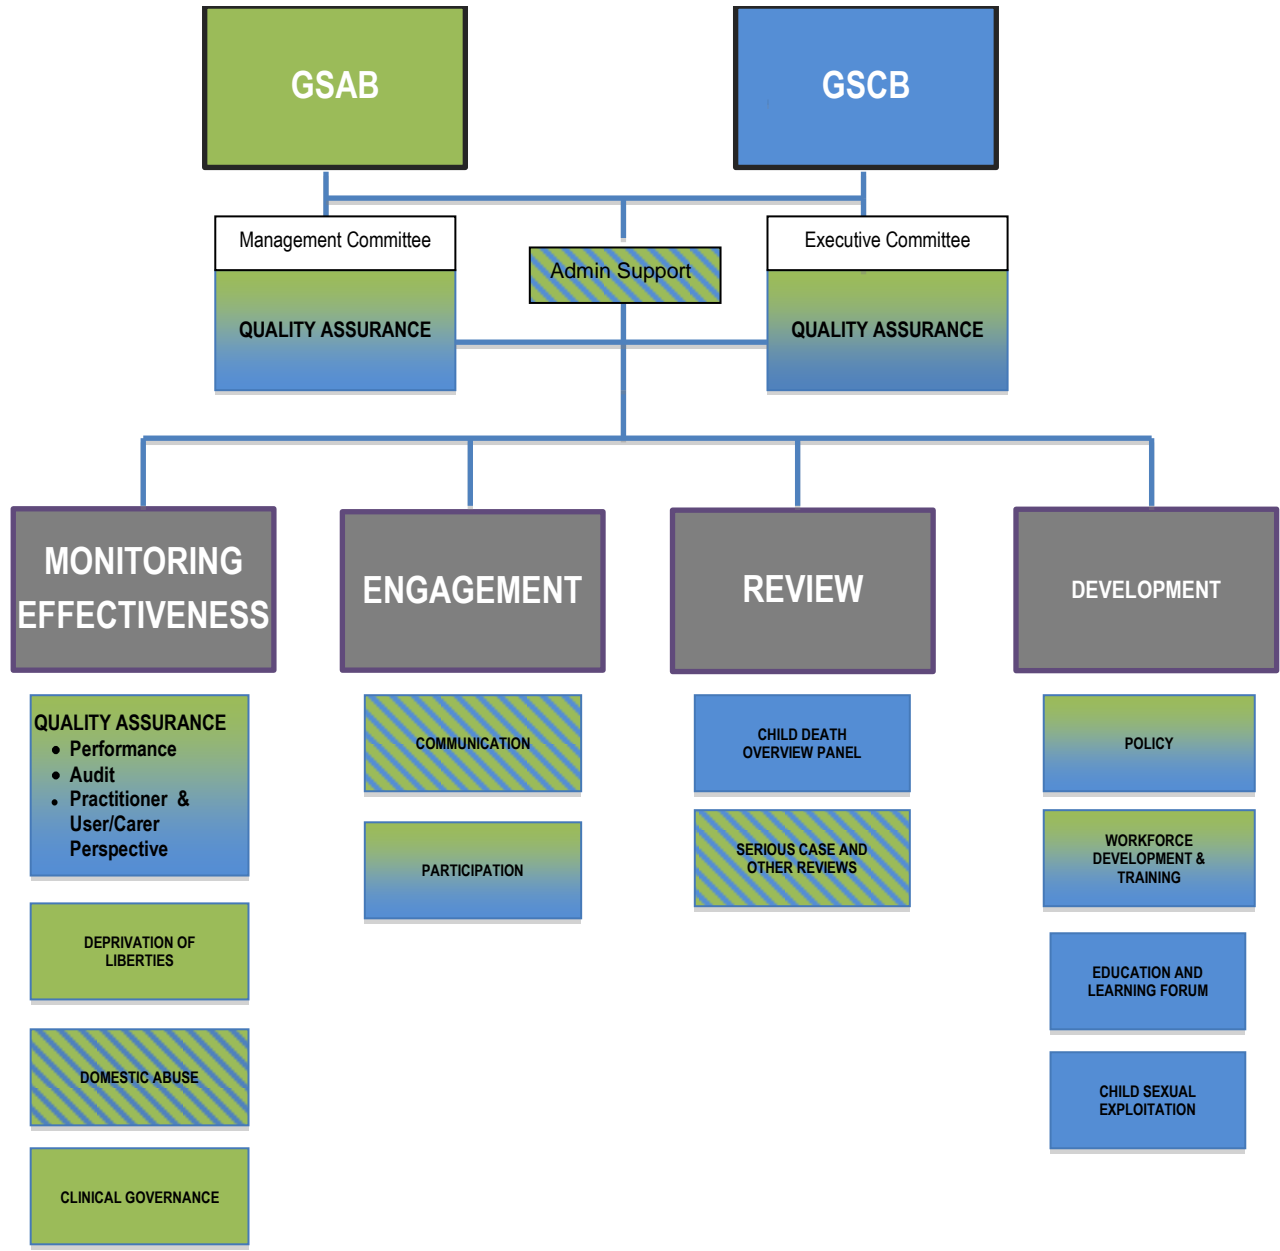 GSAB
GSCB
Management Committee
Admin Support
Executive Committee
QUALITY ASSURANCE
QUALITY ASSURANCE
MONITORING
EFFECTIVENESS
ENGAGEMENT
REVIEW
DEVELOPMENT
QUALITY ASSURANCE
• Performance
• Audit
• Practitioner &
User/Carer
Perspective
DEPRIVATION OF
LIBERTIES
DOMESTIC ABUSE
CLINICAL GOVERNANCE
COMMUNICATION
PARTICIPATION
CHILD DEATH
OVERVIEW PANEL
SERIOUS CASE AND
OTHER REVIEWS
POLICY
WORKFORCE
DEVELOPMENT &
TRAINING
EDUCATION AND
LEARNING FORUM
CHILD SEXUAL
EXPLOITATION